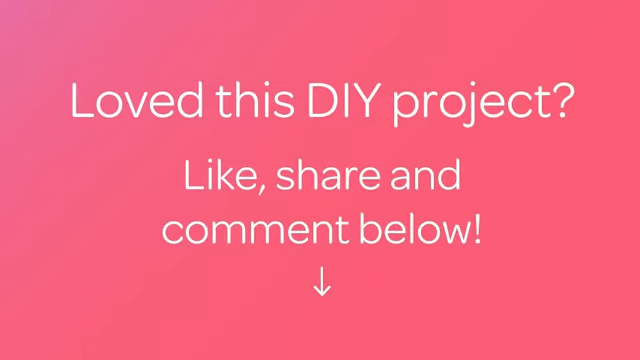 Loved this DIY project?
Like, share and
comment below!
↓